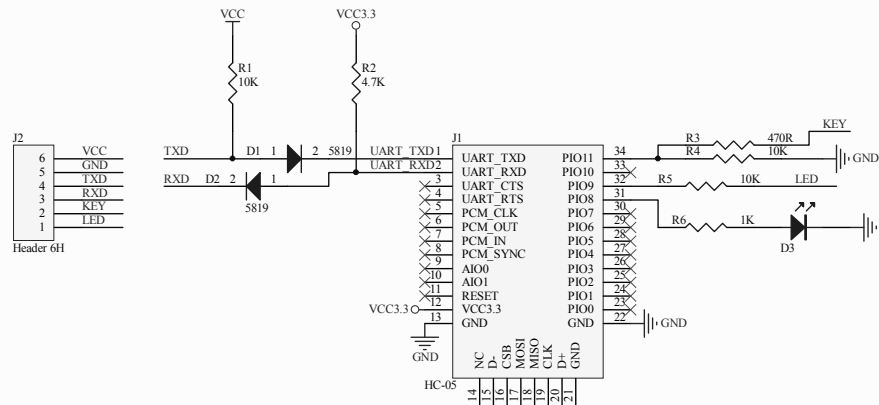 VCC
VCC3.3
R1
10K
R2
4.7K
J2
VCC
6
GND
5
TXD
4
RXD
3
KEY
2
LED
1
Header 6H
TXD
D1 1
2 5819
UART_TXD 1
RXD
D2 2
1
UART_RXD 2
5819
J1
UART_TXD
UART_RXD
3 UART_CTS
4 UART_RTS
5 PCM_CLK
6 PCM_OUT
7 PCM_IN
8 PCM_SYNC
9 AIO0
10 AIO1
11 RESET
VCC3.3 12 VCC3.3
13 GND
GND
PIO11 34
PIO10 33
PIO9 32
PIO8 31
PIO7 30
PIO6 29
PIO5 28
PIO4 27
PIO3 26
PIO2 25
PIO1 24
PIO0 23
GND 22
GND
R3 470R KEY
R4 10K GND
R5 10K LED
R6 1K
D3
NC D- CSB MOSI MISO CLK D+ GND
HC-05
14 15 16 17 18 19 20 21